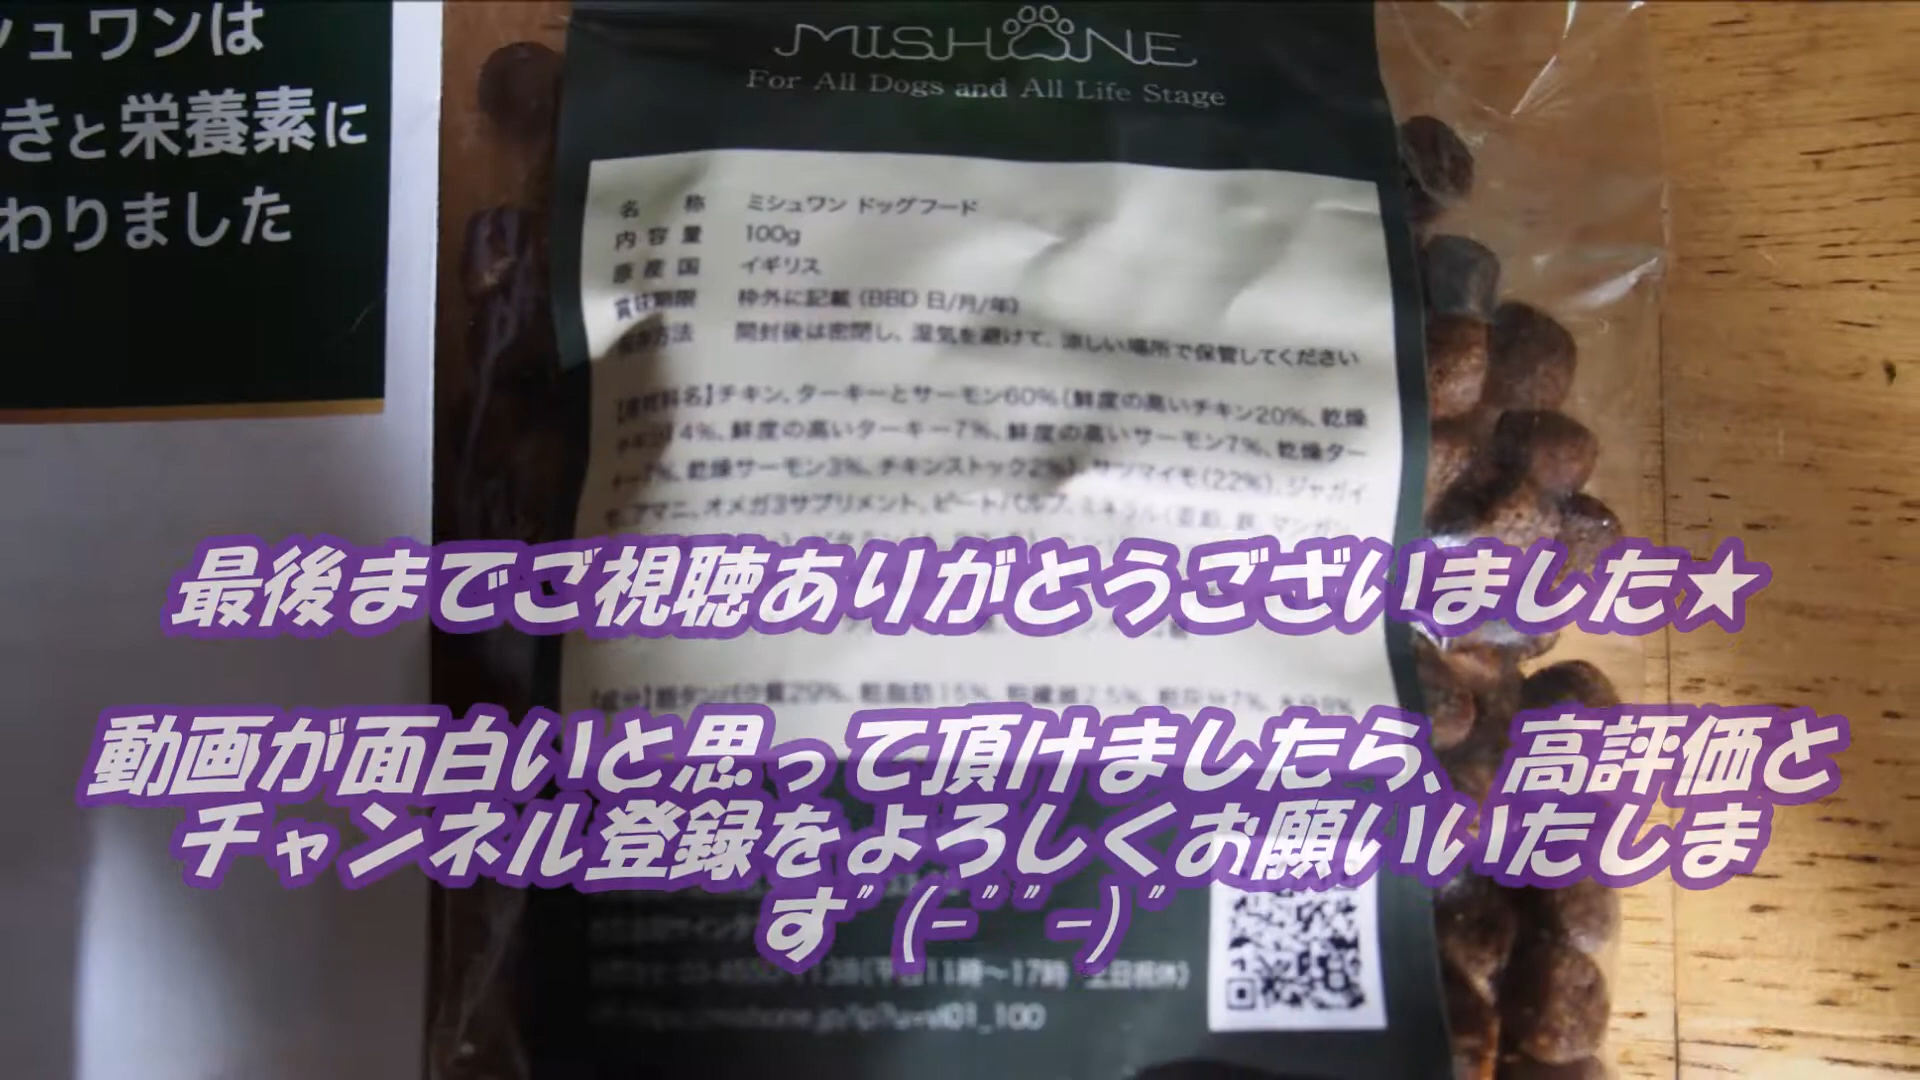 シュワンは
きと栄養素に
わりました
MISHONE
For All Dogs and All Life Stage
名称 ミシュワン ドッグフード
内容量 100g
原産国 イギリス
賞味期限 枠外に記載 (BBD 日/月/年)
保存方法 開封後は密閉し、湿気を避けて、涼しい場所で保管してください
【原材料名】チキン、ターキーとサーモン60%(鮮度の高いチキン20%、乾燥
チキン14%、鮮度の高いターキー7%、鮮度の高いサーモン7%、乾燥ター
キー7%、乾燥サーモン3%、チキンストック2%)、サツマイモ(22%)、ジャガイ
モ、アマニ、オメガ3サプリメント、ビートパルプ、ミネラル(亜鉛、鉄、マンガン、
最後までご視聴ありがとうございました★
【成分】粗タンパク質29%、粗脂肪15%、粗繊維2.5%、粗灰分7%、水分8%
動画が面白いと思って頂けましたら、高評価と
チャンネル登録をよろしくお願いいたしま
す"(-""-)"
(平日11時〜17時 土日祝休)